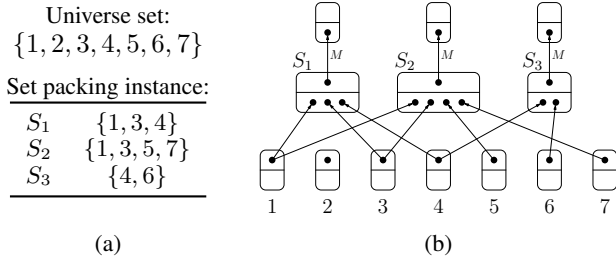 Universe set:
{1, 2, 3, 4, 5, 6, 7}
Set packing instance:
S₁ {1, 3, 4}
S₂ {1, 3, 5, 7}
S₃ {4, 6}
(a)
M M M
S₁ S₂ S₃
1 2 3 4 5 6 7
(b)